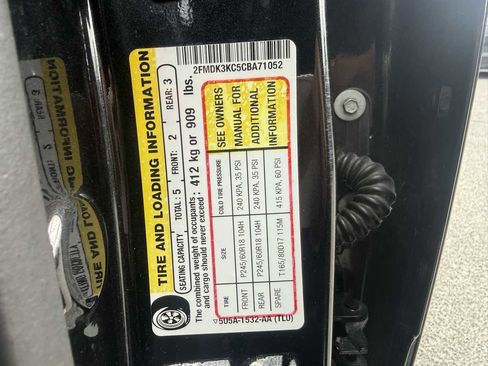 TIRE AND LOADING INFORMATION
SEATING CAPACITY TOTAL: 5 FRONT: 2 REAR: 3
The combined weight of occupants and cargo should never exceed: 412 kg or 909 lbs.
TIRE SIZE COLD TIRE PRESSURE
FRONT P245/60R18 104H 240 KPA, 35 PSI
REAR P245/60R18 104H 240 KPA, 35 PSI
SPARE T165/80D17 115M 415 KPA, 60 PSI
SEE OWNERS
MANUAL FOR
ADDITIONAL
INFORMATION
2FMDK3KC5CBA71052
▽5U5A-1532-AA (TLU)